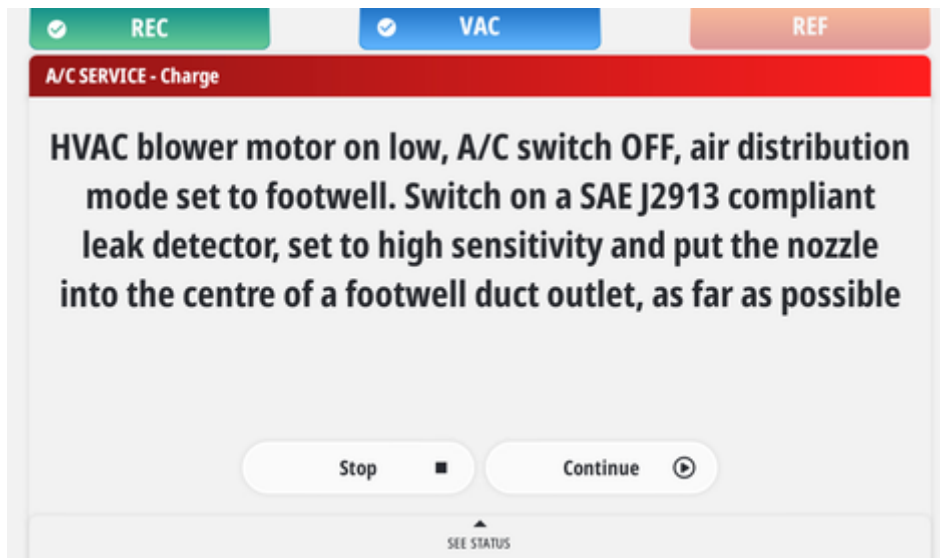 REC VAC REF
A/C SERVICE - Charge
HVAC blower motor on low, A/C switch OFF, air distribution
mode set to footwell. Switch on a SAE J2913 compliant
leak detector, set to high sensitivity and put the nozzle
into the centre of a footwell duct outlet, as far as possible
Stop Continue
SEE STATUS